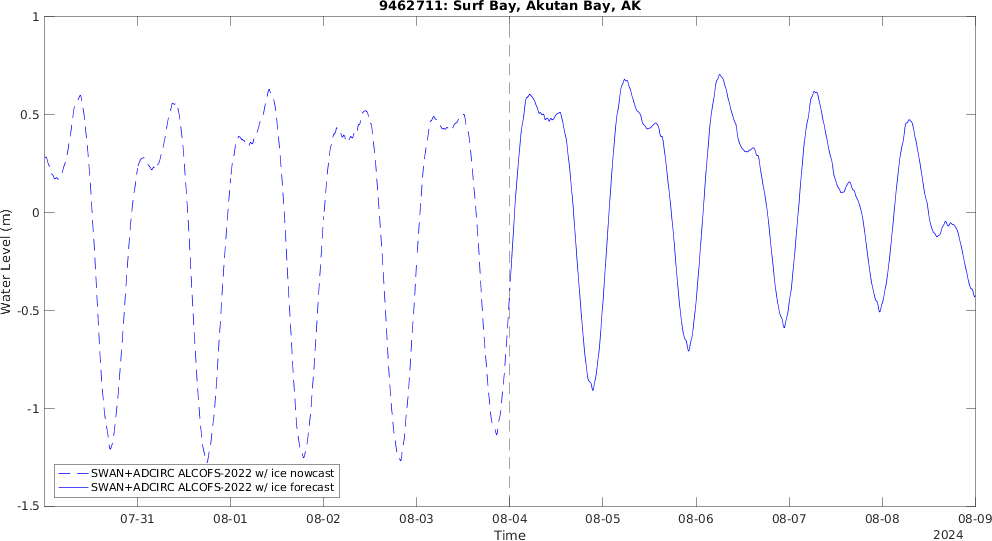 9462711: Surf Bay, Akutan Bay, AK
1
0.5
0
-0.5
-1
-1.5
Water Level (m)
SWAN+ADCIRC ALCOFS-2022 w/ ice nowcast
SWAN+ADCIRC ALCOFS-2022 w/ ice forecast
07-31 08-01 08-02 08-03 08-04 08-05 08-06 08-07 08-08 08-09
Time
2024